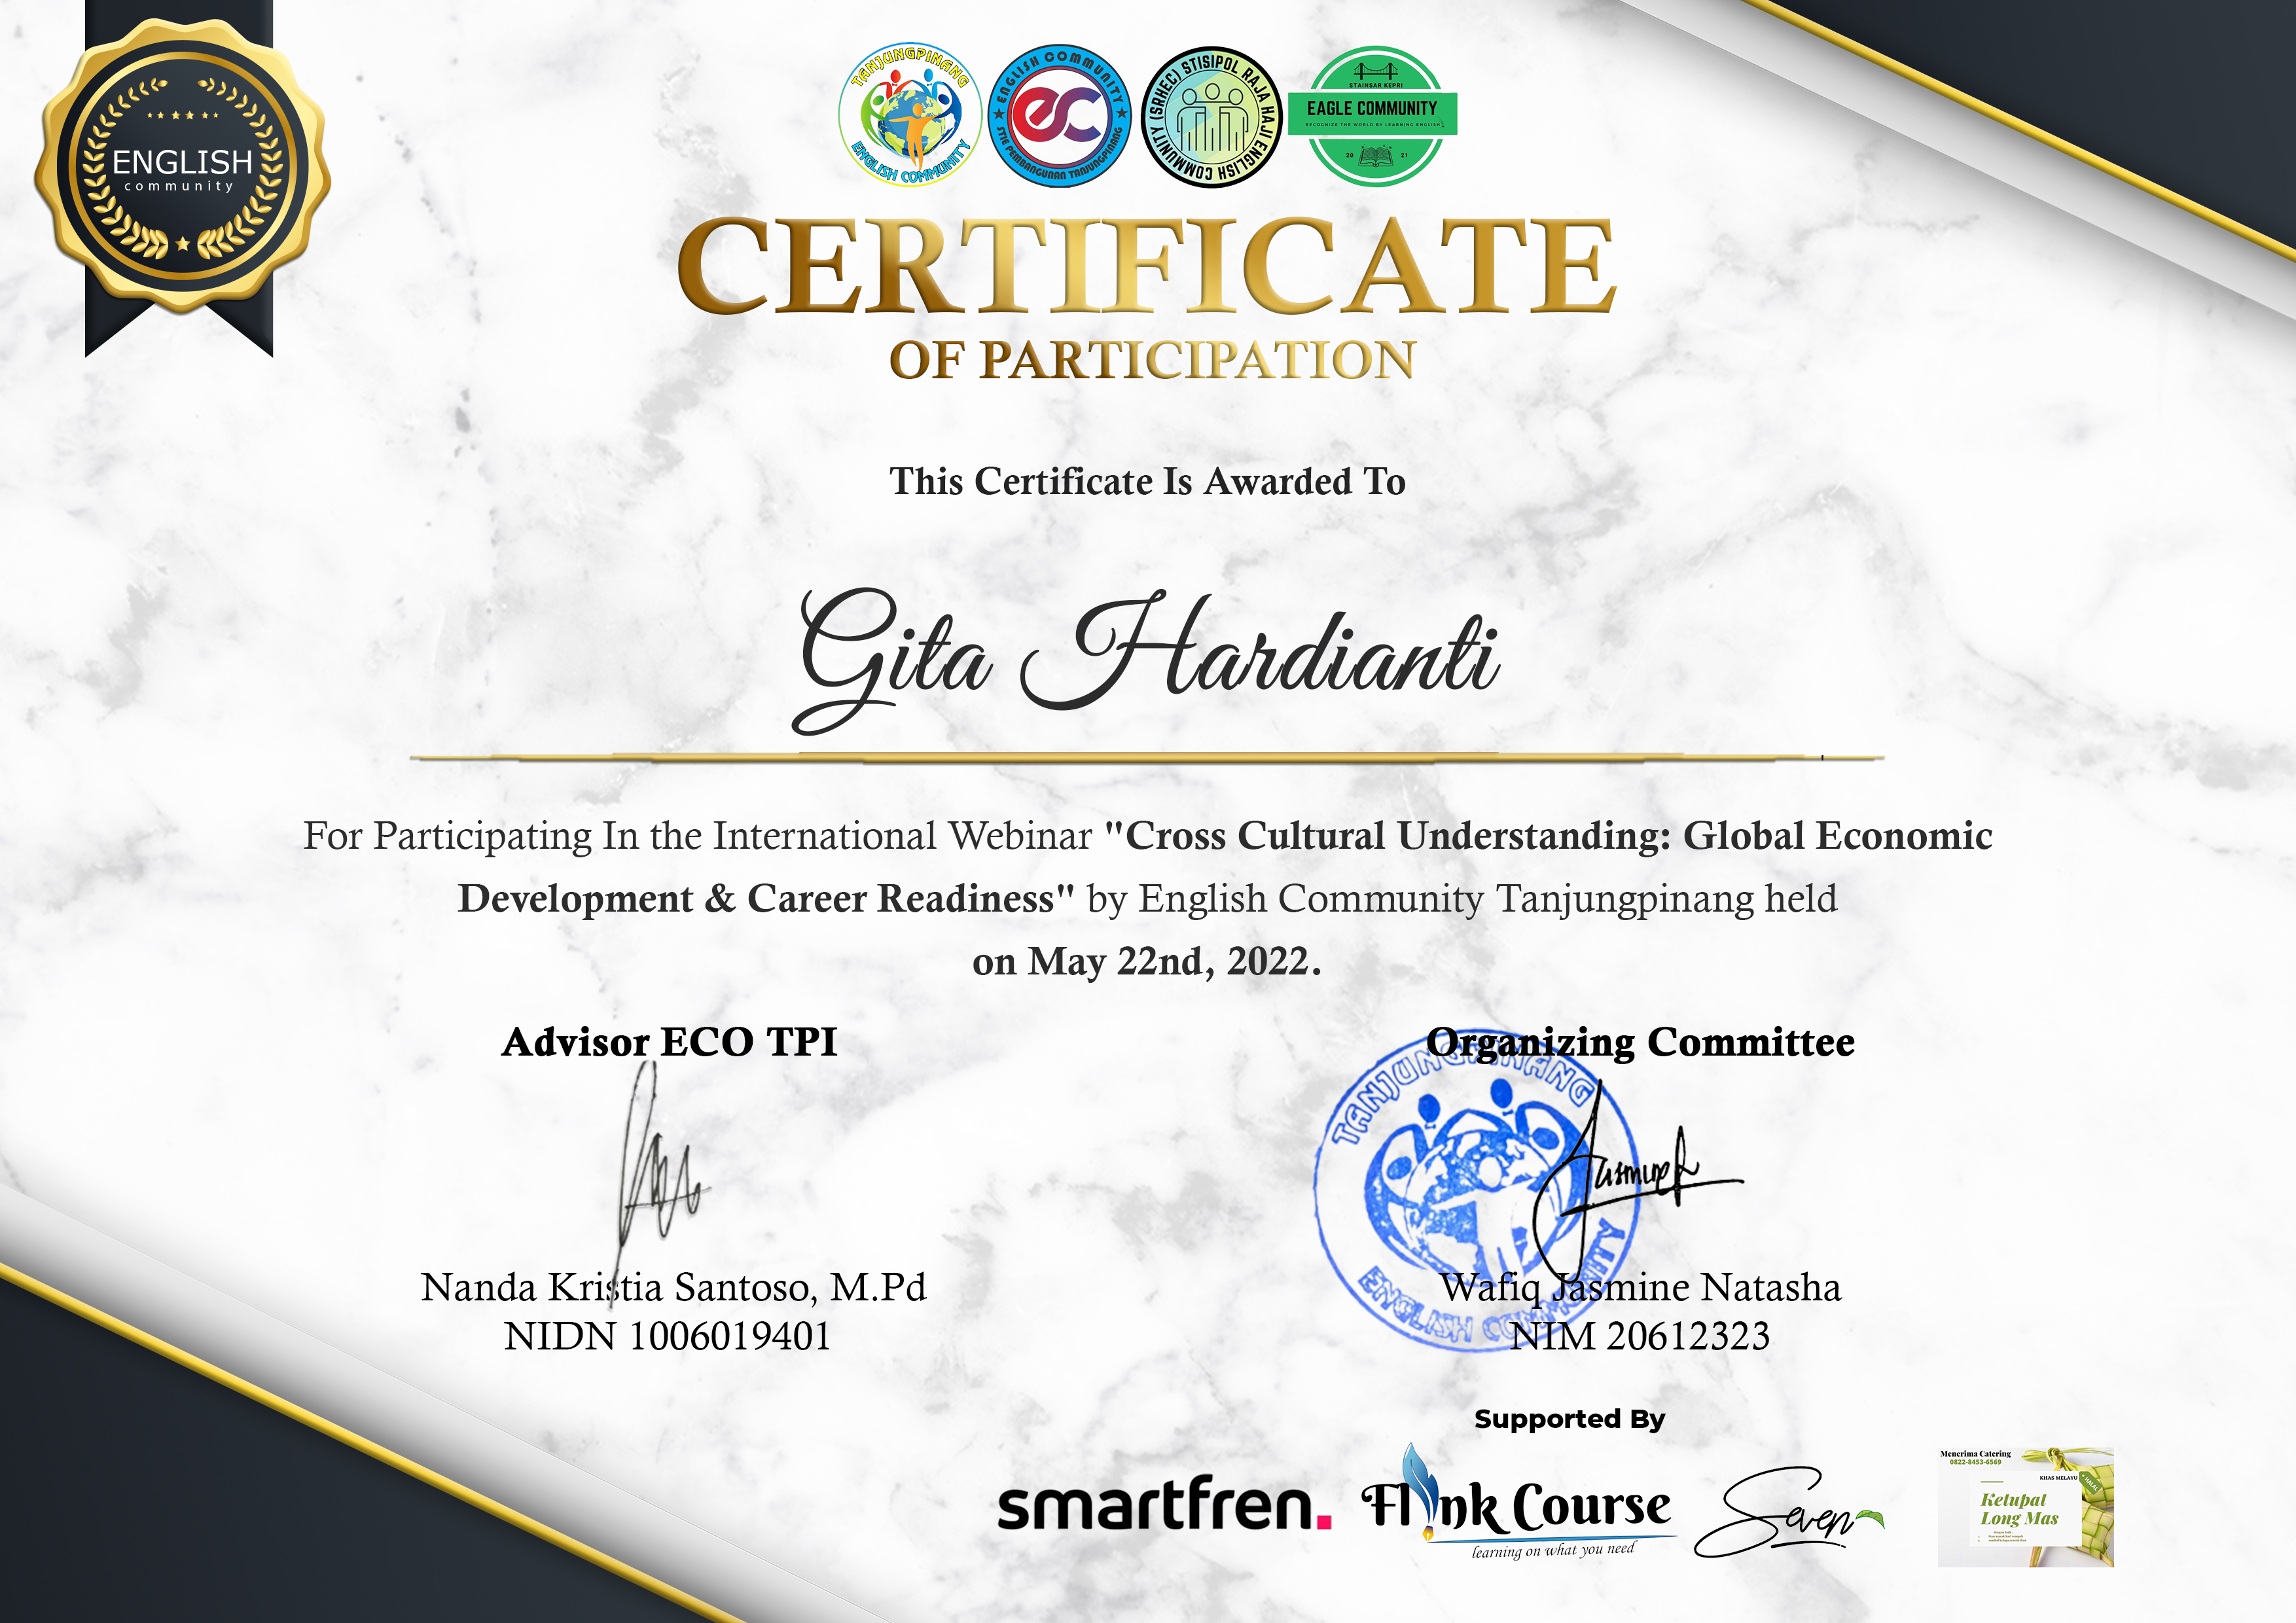 ENGLISH
community
TANJUNGPINANG
ENGLISH COMMUNITY
ENGLISH COMMUNITY
ec
STIE PEMBANGUNAN TANJUNGPINANG
(SRHEC) STISIPOL RAJA HAJI ENGLISH COMMUNITY
STAINSAR KEPRI
EAGLE COMMUNITY
RECOGNIZE THE WORLD BY LEARNING ENGLISH
20 21
CERTIFICATE
OF PARTICIPATION
This Certificate Is Awarded To
Gita Hardianti
For Participating In the International Webinar "Cross Cultural Understanding: Global Economic
Development & Career Readiness" by English Community Tanjungpinang held
on May 22nd, 2022.
Advisor ECO TPI
Organizing Committee
TANJUNGPINANG
ENGLISH COMMUNITY
Nanda Kristia Santoso, M.Pd
NIDN 1006019401
Wafiq Jasmine Natasha
NIM 20612323
Supported By
smartfren.
Flink Course
learning on what you need
Seven
Menerima Catering
0822-8453-6569
KHAS MELAYU
HALAL
Ketupat
Long Mas